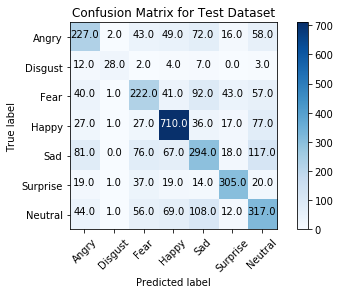 Confusion Matrix for Test Dataset
True label
Angry 227.0 2.0 43.0 49.0 72.0 16.0 58.0
Disgust 12.0 28.0 2.0 4.0 7.0 0.0 3.0
Fear 40.0 1.0 222.0 41.0 92.0 43.0 57.0
Happy 27.0 1.0 27.0 710.0 36.0 17.0 77.0
Sad 81.0 0.0 76.0 67.0 294.0 18.0 117.0
Surprise 19.0 1.0 37.0 19.0 14.0 305.0 20.0
Neutral 44.0 1.0 56.0 69.0 108.0 12.0 317.0
Angry Disgust Fear Happy Sad Surprise Neutral
Predicted label
700
600
500
400
300
200
100
0